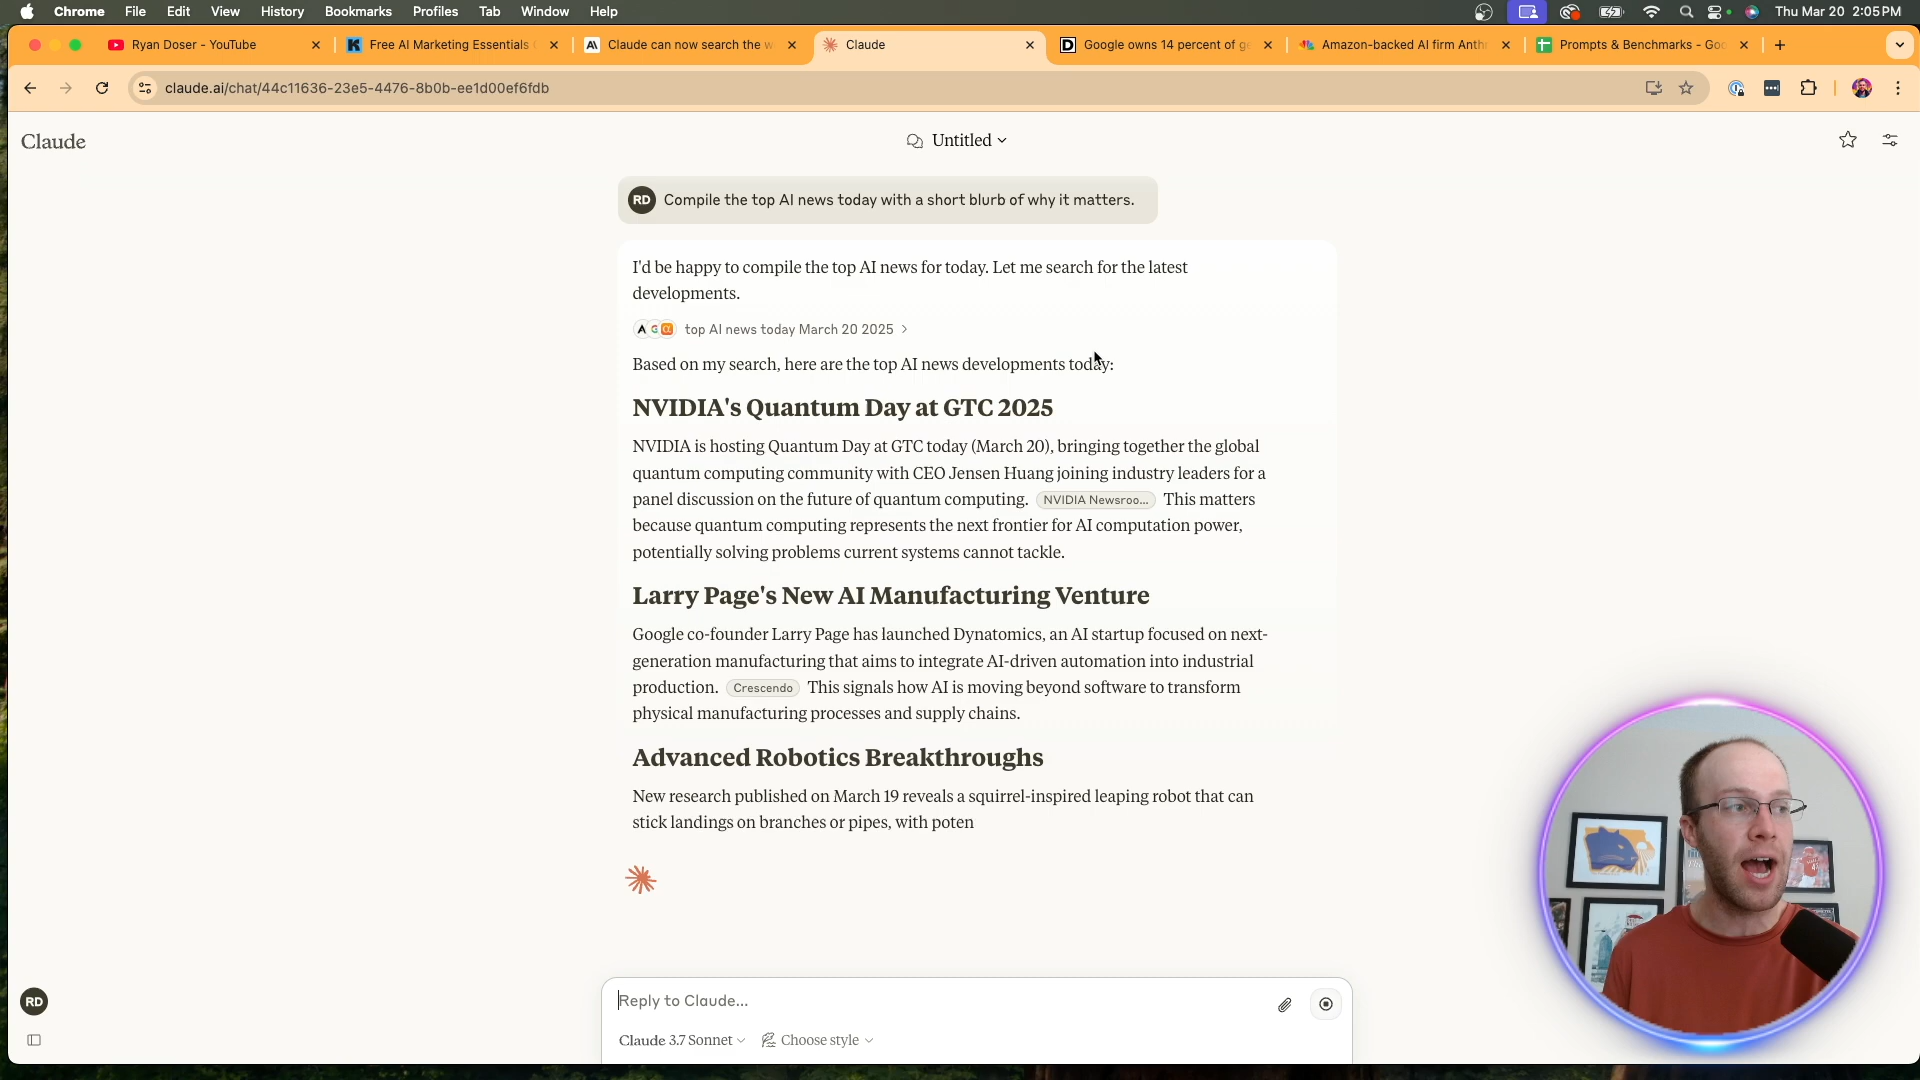 Chrome File Edit View History Bookmarks Profiles Tab Window Help Thu Mar 20 2:05 PM
Ryan Doser - YouTube
Free AI Marketing Essentials
Claude can now search the w
Claude
Google owns 14 percent of g
Amazon-backed AI firm Anth
Prompts & Benchmarks - Goo
claude.ai/chat/44c11636-23e5-4476-8b0b-ee1d00ef6fdb
Claude
Untitled
RD Compile the top AI news today with a short blurb of why it matters.
I'd be happy to compile the top AI news for today. Let me search for the latest
developments.
top AI news today March 20 2025
Based on my search, here are the top AI news developments today:
NVIDIA's Quantum Day at GTC 2025
NVIDIA is hosting Quantum Day at GTC today (March 20), bringing together the global
quantum computing community with CEO Jensen Huang joining industry leaders for a
panel discussion on the future of quantum computing. NVIDIA Newsroo... This matters
because quantum computing represents the next frontier for AI computation power,
potentially solving problems current systems cannot tackle.
Larry Page's New AI Manufacturing Venture
Google co-founder Larry Page has launched Dynatomics, an AI startup focused on next-
generation manufacturing that aims to integrate AI-driven automation into industrial
production. Crescendo This signals how AI is moving beyond software to transform
physical manufacturing processes and supply chains.
Advanced Robotics Breakthroughs
New research published on March 19 reveals a squirrel-inspired leaping robot that can
stick landings on branches or pipes, with poten
Reply to Claude...
RD
Claude 3.7 Sonnet Choose style